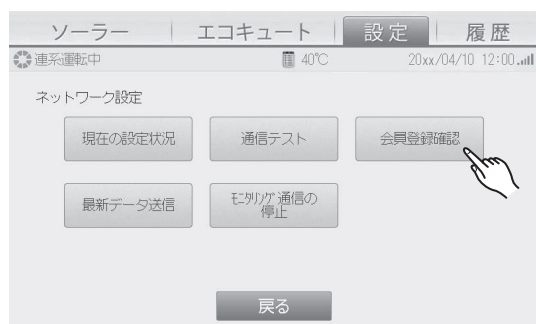 ソーラー エコキュート 設定 履歴
連系運転中 40℃ 20xx/04/10 12:00
ネットワーク設定
現在の設定状況 通信テスト 会員登録確認
最新データ送信 モニタリング通信の
停止
戻る